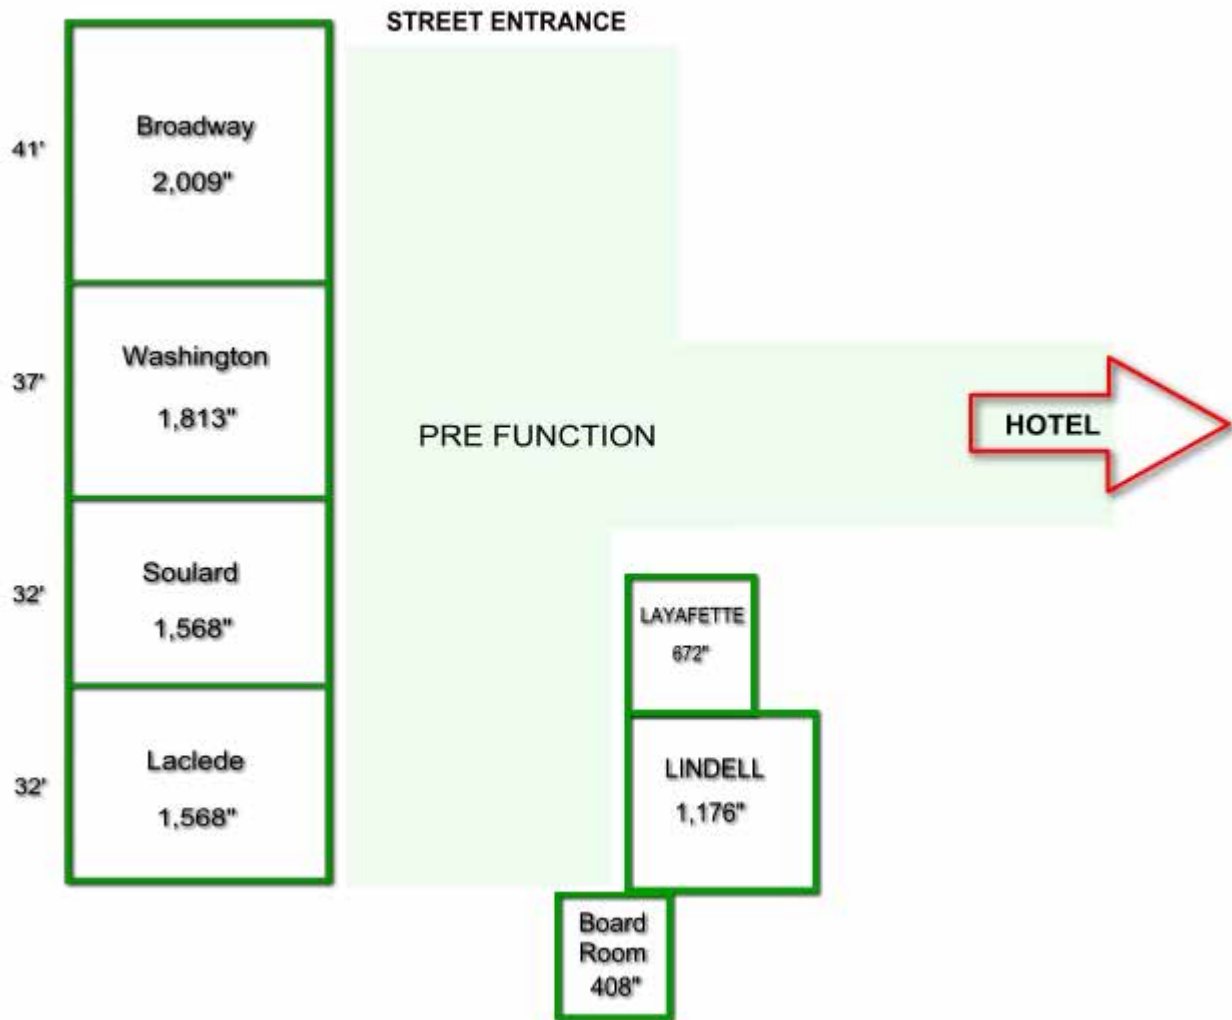 STREET ENTRANCE
41'
Broadway
2,009"
37'
Washington
1,813"
PRE FUNCTION
HOTEL
32'
Soulard
1,568"
LAYAFETTE
672"
32'
Laclede
1,568"
LINDELL
1,176"
Board
Room
408"